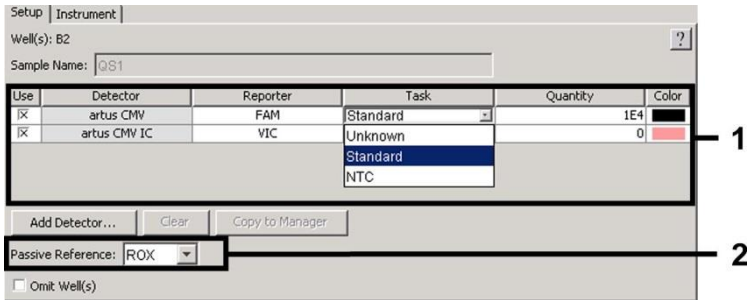 Setup Instrument
Well(s): B2 ?
Sample Name: QS1
Use Detector Reporter Task Quantity Color
artus CMV FAM Standard 1E4
artus CMV IC VIC Unknown 0
Standard
NTC
1
Add Detector... Clear Copy to Manager
Passive Reference: ROX 2
Omit Well(s)